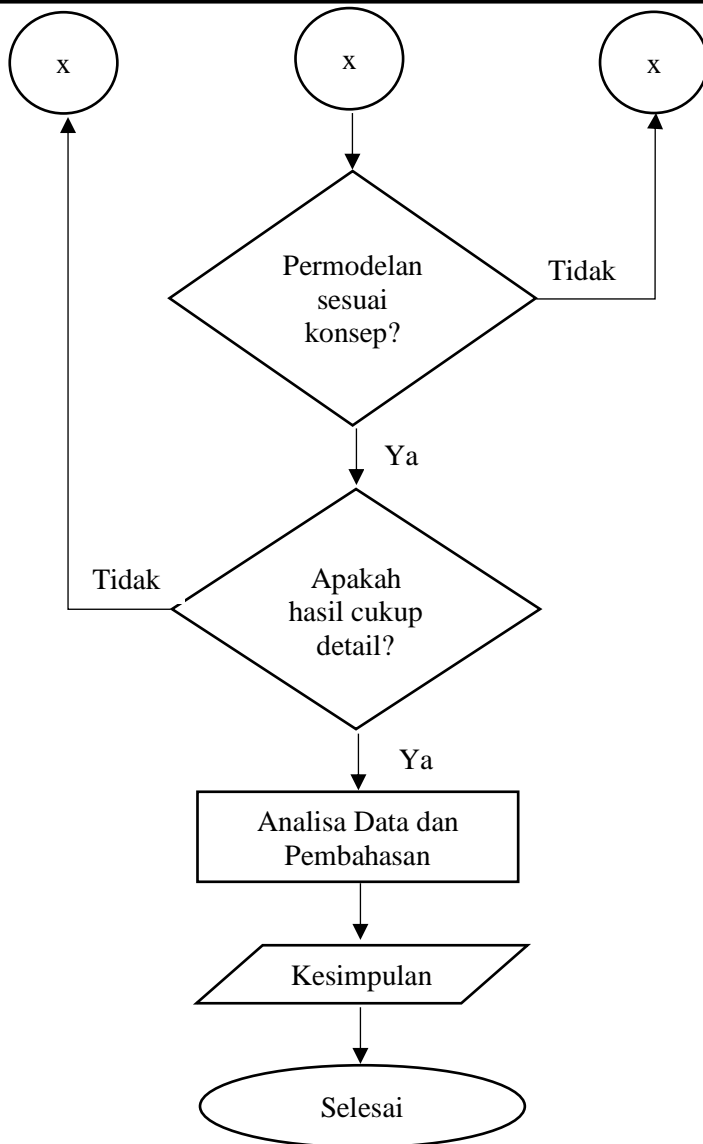 x
x
x
Permodelan
sesuai
konsep?
Tidak
Ya
Tidak
Apakah
hasil cukup
detail?
Ya
Analisa Data dan
Pembahasan
Kesimpulan
Selesai